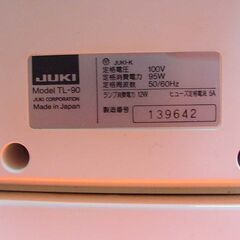 JUKI
Model TL-90
JUKI CORPORATION
Made in Japan
JUKI-K
定格電圧 100V
定格消費電力 95W
定格周波数 50/60Hz
ランプ消費電力 12W ヒューズ定格電流 5A
製造番号 139642